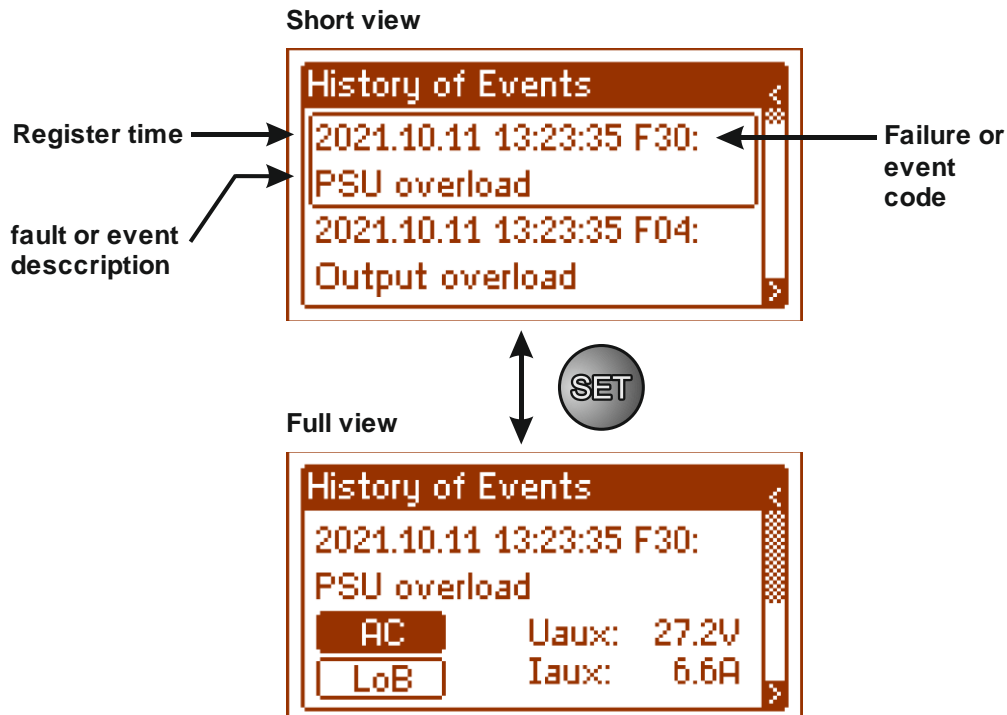 Short view
History of Events
2021.10.11 13:23:35 F30:
PSU overload
2021.10.11 13:23:35 F04:
Output overload
Register time
fault or event
desccription
Failure or
event
code
SET
Full view
History of Events
2021.10.11 13:23:35 F30:
PSU overload
AC Uaux: 27.2V
LoB Iaux: 6.6A